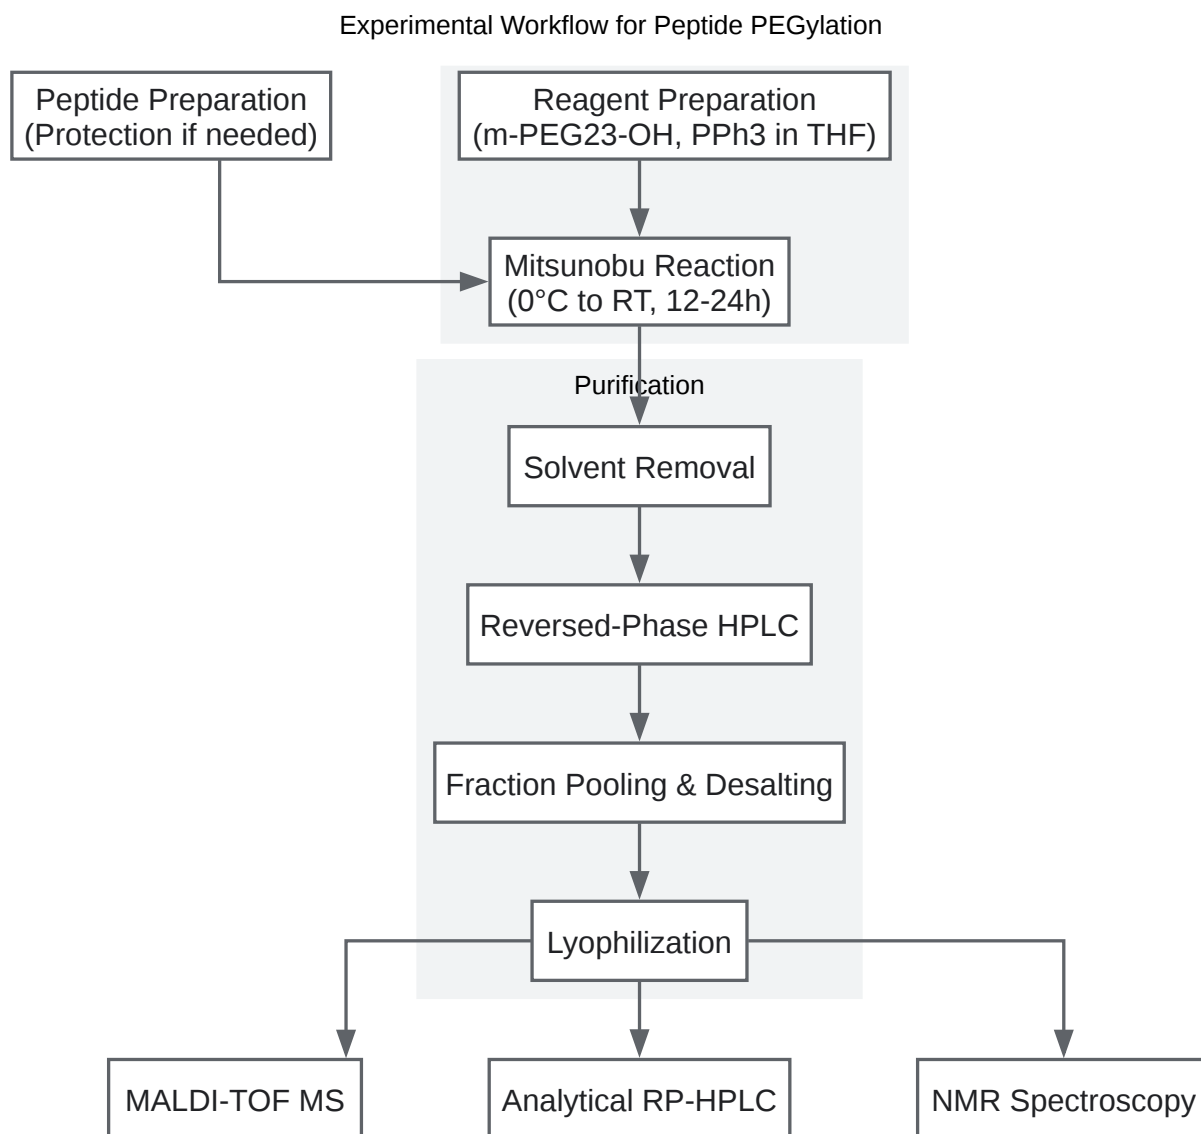 Experimental Workflow for Peptide PEGylation
Peptide Preparation
(Protection if needed)
Reagent Preparation
(m-PEG23-OH, PPh3 in THF)
Mitsunobu Reaction
(0°C to RT, 12-24h)
Purification
Solvent Removal
Reversed-Phase HPLC
Fraction Pooling & Desalting
Lyophilization
MALDI-TOF MS
Analytical RP-HPLC
NMR Spectroscopy